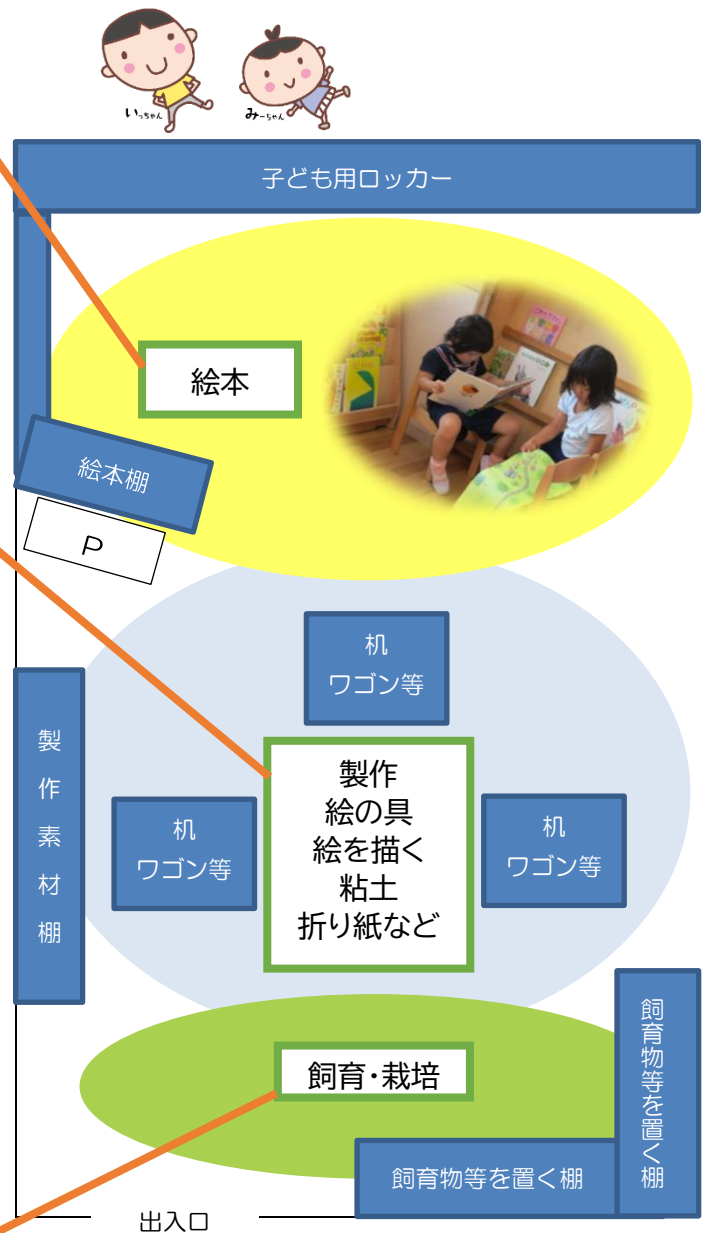 いっちゃん
みーちゃん
子ども用ロッカー
絵本
絵本棚
P
机
ワゴン等
製作素材棚
机
ワゴン等
製作
絵の具
絵を描く
粘土
折り紙など
机
ワゴン等
飼育・栽培
飼育物等を置く棚
飼育物等を置く棚
出入口